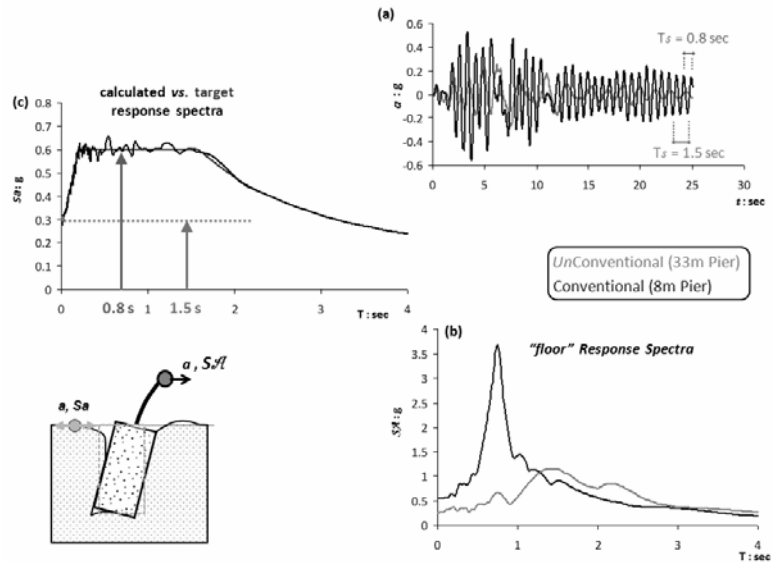 (a)
0.6
0.4
0.2
0
-0.2
-0.4
-0.6
a : g
Ts = 0.8 sec
Ts = 1.5 sec
0 5 10 15 20 25 30
t : sec
(c)
calculated vs. target
response spectra
0.8
0.7
0.6
0.5
0.4
0.3
0.2
0.1
0
Sa : g
0 0.8 s 1 1.5 s 2 3 4
T : sec
UnConventional (33m Pier)
Conventional (8m Pier)
(b)
"floor" Response Spectra
4
3.5
3
2.5
2
1.5
1
0.5
0
SA : g
0 1 2 3 4
T : sec
a , SA
a, Sa